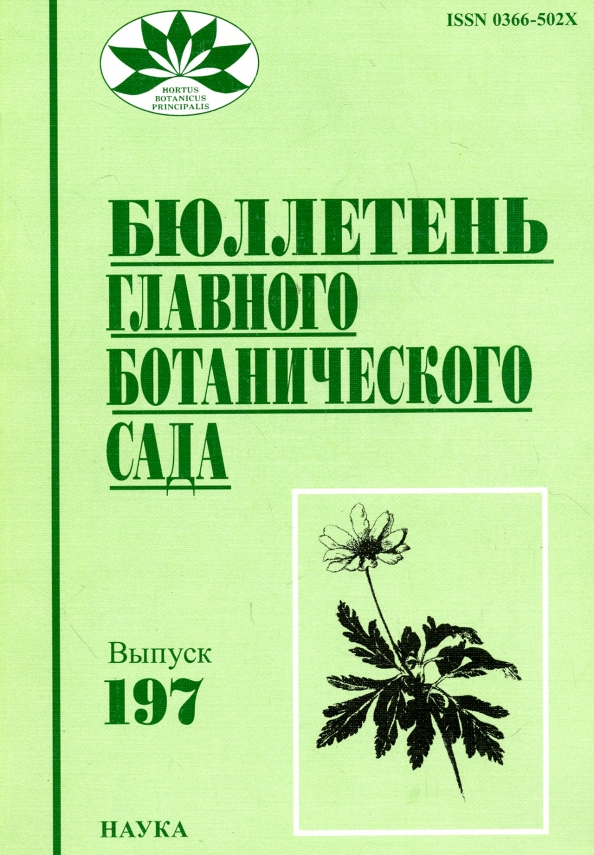 ISSN 0366-502X
HORTUS
BOTANICUS
PRINCIPALIS
БЮЛЛЕТЕНЬ
ГЛАВНОГО
БОТАНИЧЕСКОГО
САДА
Выпуск
197
НАУКА